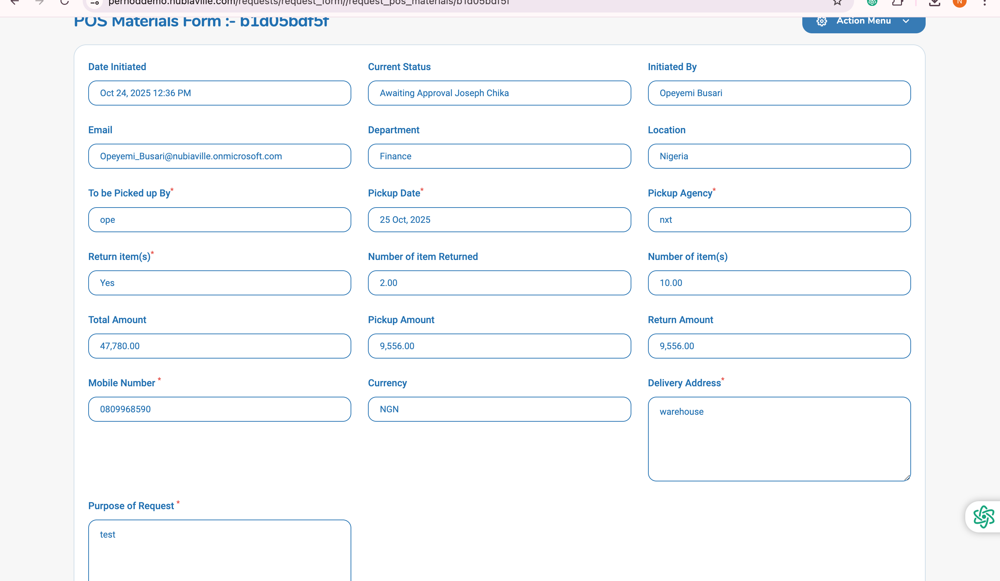 pernoddemo.nubiaville.com/requests/request_form//request_pos_materials/b1d05bdf5f
N
POS Materials Form :- b1d05bdf5f
Action Menu
Date Initiated
Current Status
Initiated By
Oct 24, 2025 12:36 PM
Awaiting Approval Joseph Chika
Opeyemi Busari
Email
Department
Location
Opeyemi_Busari@nubiaville.onmicrosoft.com
Finance
Nigeria
To be Picked up By*
Pickup Date*
Pickup Agency*
ope
25 Oct, 2025
nxt
Return item(s)*
Number of item Returned
Number of item(s)
Yes
2.00
10.00
Total Amount
Pickup Amount
Return Amount
47,780.00
9,556.00
9,556.00
Mobile Number *
Currency
Delivery Address*
0809968590
NGN
warehouse
Purpose of Request *
test